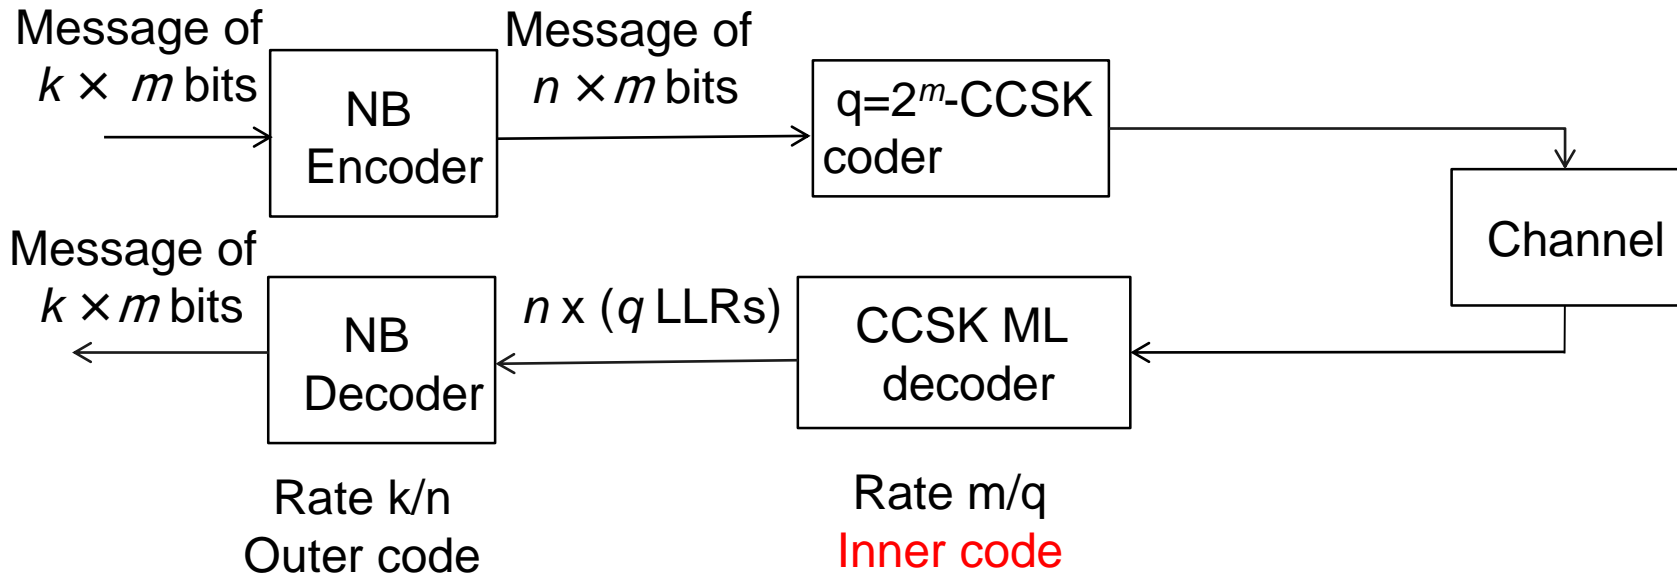 Message of
k × m bits
NB
Encoder
Message of
n × m bits
q=2^m-CCSK
coder
Channel
Message of
k × m bits
NB
Decoder
n x (q LLRs)
CCSK ML
decoder
Rate k/n
Outer code
Rate m/q
Inner code